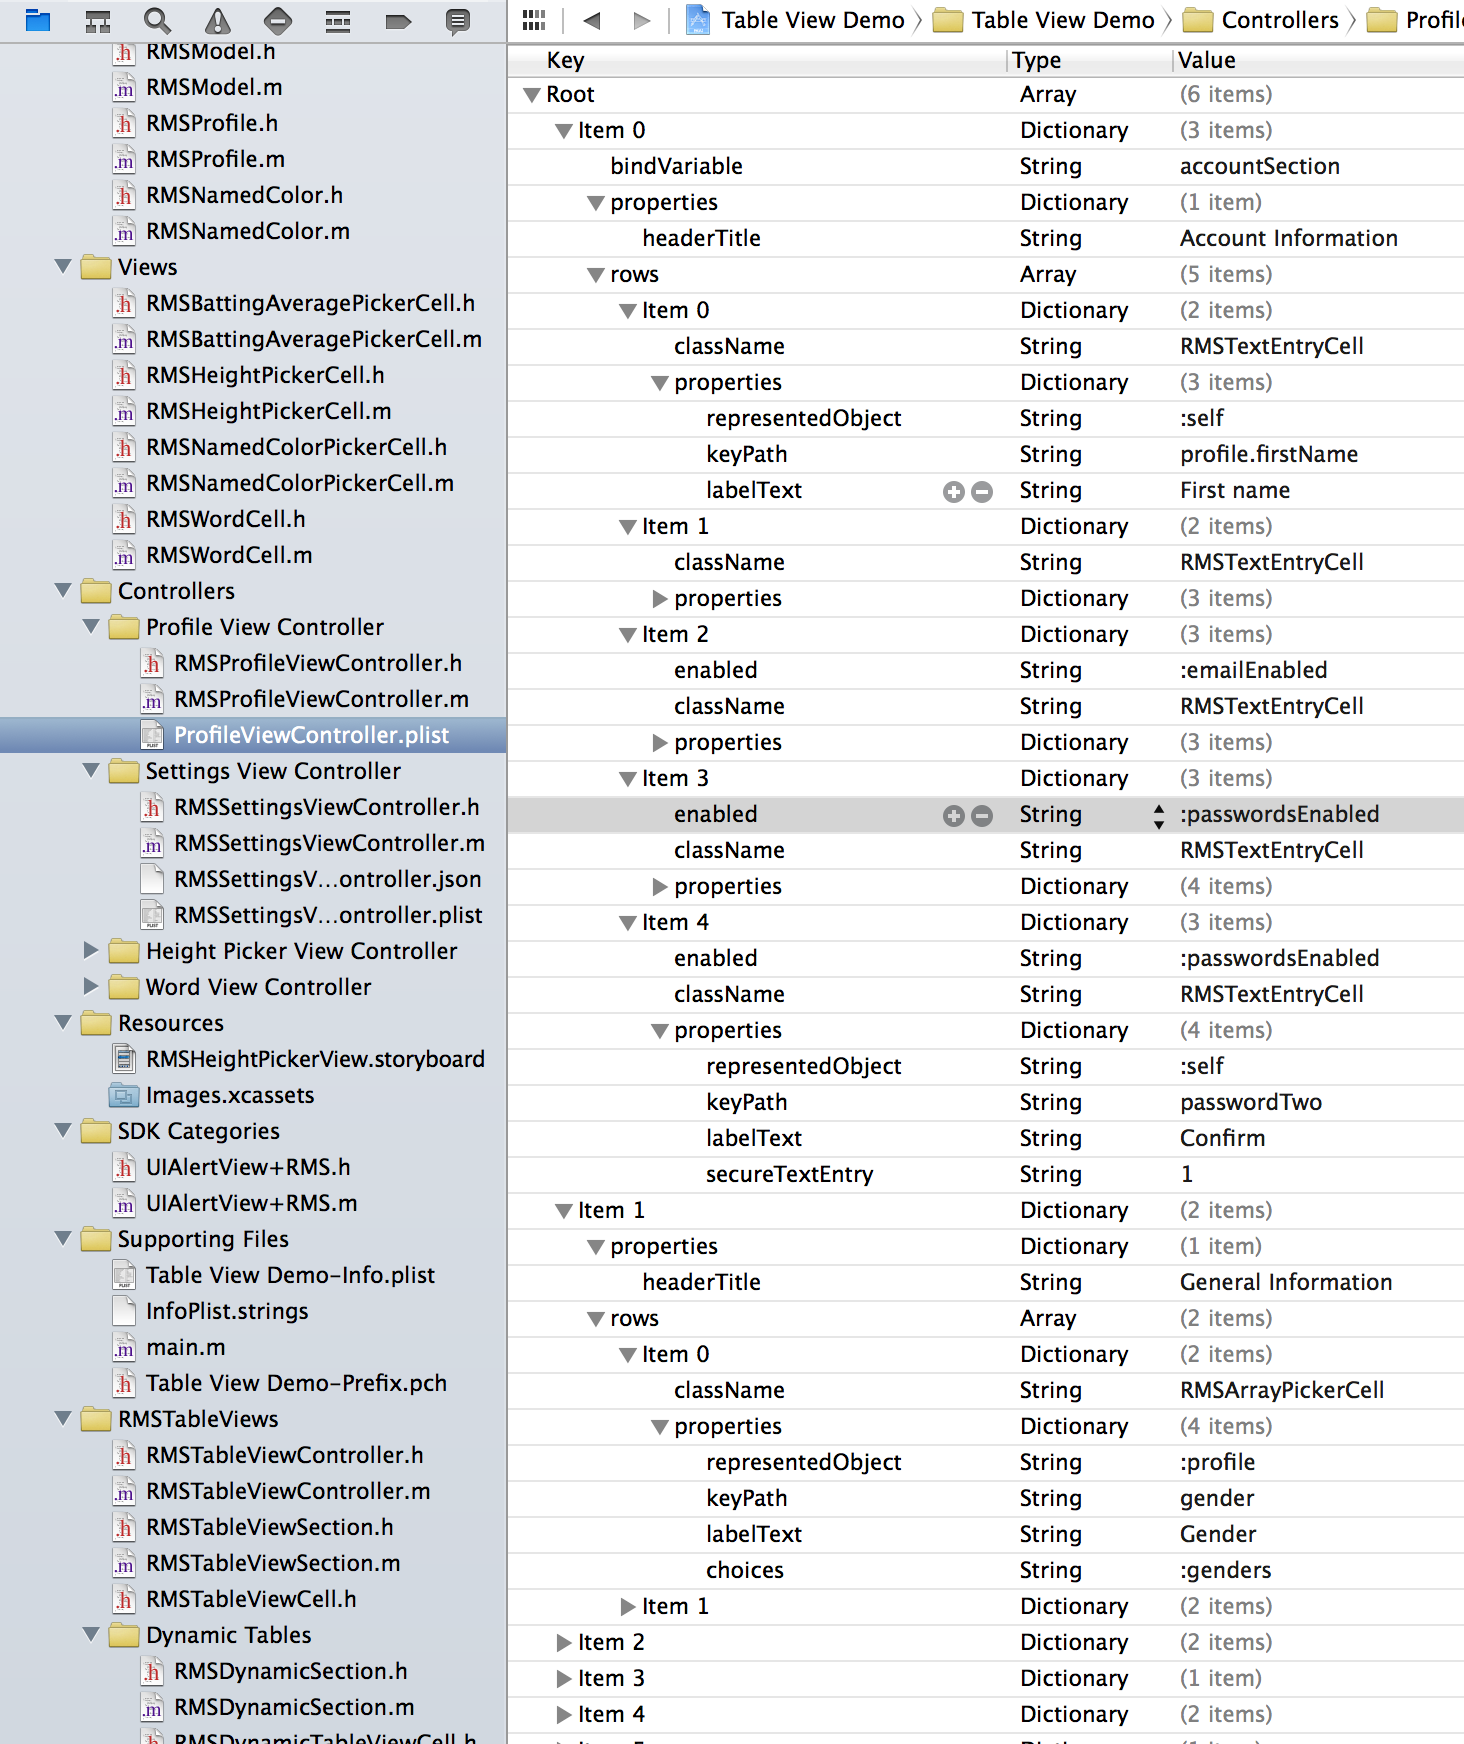 Table View Demo Table View Demo Controllers Profile
RMSModel.h
RMSModel.m
RMSProfile.h
RMSProfile.m
RMSNamedColor.h
RMSNamedColor.m
Views
RMSBattingAveragePickerCell.h
RMSBattingAveragePickerCell.m
RMSHeightPickerCell.h
RMSHeightPickerCell.m
RMSNamedColorPickerCell.h
RMSNamedColorPickerCell.m
RMSWordCell.h
RMSWordCell.m
Controllers
Profile View Controller
RMSProfileViewController.h
RMSProfileViewController.m
ProfileViewController.plist
Settings View Controller
RMSSettingsViewController.h
RMSSettingsViewController.m
RMSSettingsV...ontroller.json
RMSSettingsV...ontroller.plist
Height Picker View Controller
Word View Controller
Resources
RMSHeightPickerView.storyboard
Images.xcassets
SDK Categories
UIAlertView+RMS.h
UIAlertView+RMS.m
Supporting Files
Table View Demo-Info.plist
InfoPlist.strings
main.m
Table View Demo-Prefix.pch
RMSTableViews
RMSTableViewController.h
RMSTableViewController.m
RMSTableViewSection.h
RMSTableViewSection.m
RMSTableViewCell.h
Dynamic Tables
RMSDynamicSection.h
RMSDynamicSection.m
RMSDynamicTableViewCell.h
Key Type Value
Root Array (6 items)
Item 0 Dictionary (3 items)
bindVariable String accountSection
properties Dictionary (1 item)
headerTitle String Account Information
rows Array (5 items)
Item 0 Dictionary (2 items)
className String RMSTextEntryCell
properties Dictionary (3 items)
representedObject String :self
keyPath String profile.firstName
labelText String First name
Item 1 Dictionary (2 items)
className String RMSTextEntryCell
properties Dictionary (3 items)
Item 2 Dictionary (3 items)
enabled String :emailEnabled
className String RMSTextEntryCell
properties Dictionary (3 items)
Item 3 Dictionary (3 items)
enabled String :passwordsEnabled
className String RMSTextEntryCell
properties Dictionary (4 items)
Item 4 Dictionary (3 items)
enabled String :passwordsEnabled
className String RMSTextEntryCell
properties Dictionary (4 items)
representedObject String :self
keyPath String passwordTwo
labelText String Confirm
secureTextEntry String 1
Item 1 Dictionary (2 items)
properties Dictionary (1 item)
headerTitle String General Information
rows Array (2 items)
Item 0 Dictionary (2 items)
className String RMSArrayPickerCell
properties Dictionary (4 items)
representedObject String :profile
keyPath String gender
labelText String Gender
choices String :genders
Item 1 Dictionary (2 items)
Item 2 Dictionary (2 items)
Item 3 Dictionary (1 item)
Item 4 Dictionary (2 items)